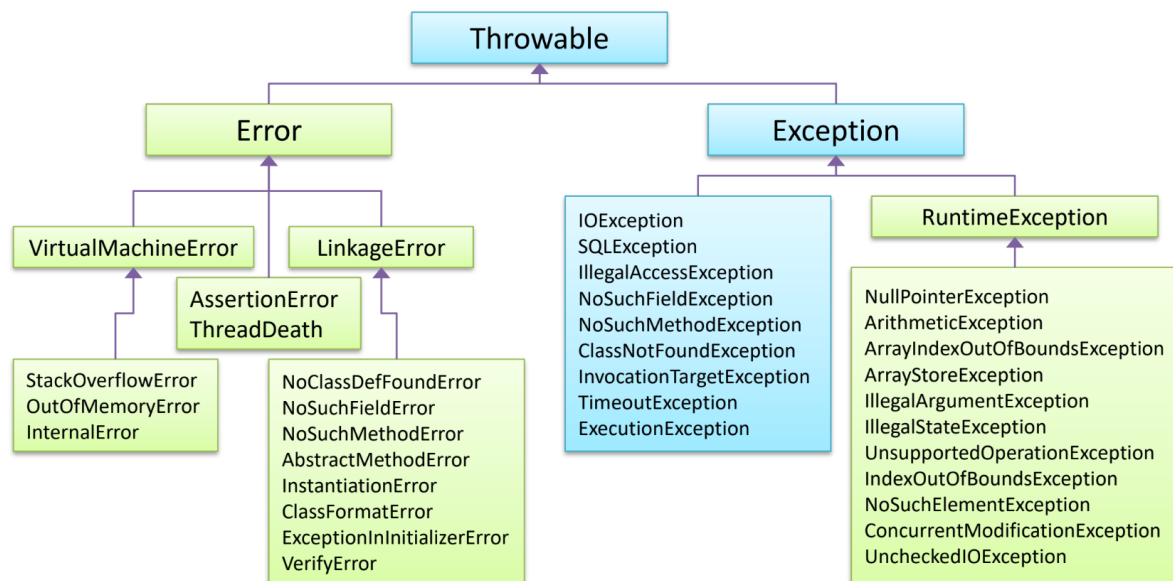 Throwable
Error
Exception
VirtualMachineError
LinkageError
AssertionError
ThreadDeath
StackOverflowError
OutOfMemoryError
InternalError
NoClassDefFoundError
NoSuchFieldError
NoSuchMethodError
AbstractMethodError
InstantiationError
ClassFormatError
ExceptionInInitializerError
VerifyError
IOException
SQLException
IllegalAccessException
NoSuchFieldException
NoSuchMethodException
ClassNotFoundException
InvocationTargetException
TimeoutException
ExecutionException
RuntimeException
NullPointerException
ArithmeticException
ArrayIndexOutOfBoundsException
ArrayStoreException
IllegalArgumentException
IllegalStateException
UnsupportedOperationException
IndexOutOfBoundsException
NoSuchElementException
ConcurrentModificationException
UncheckedIOException